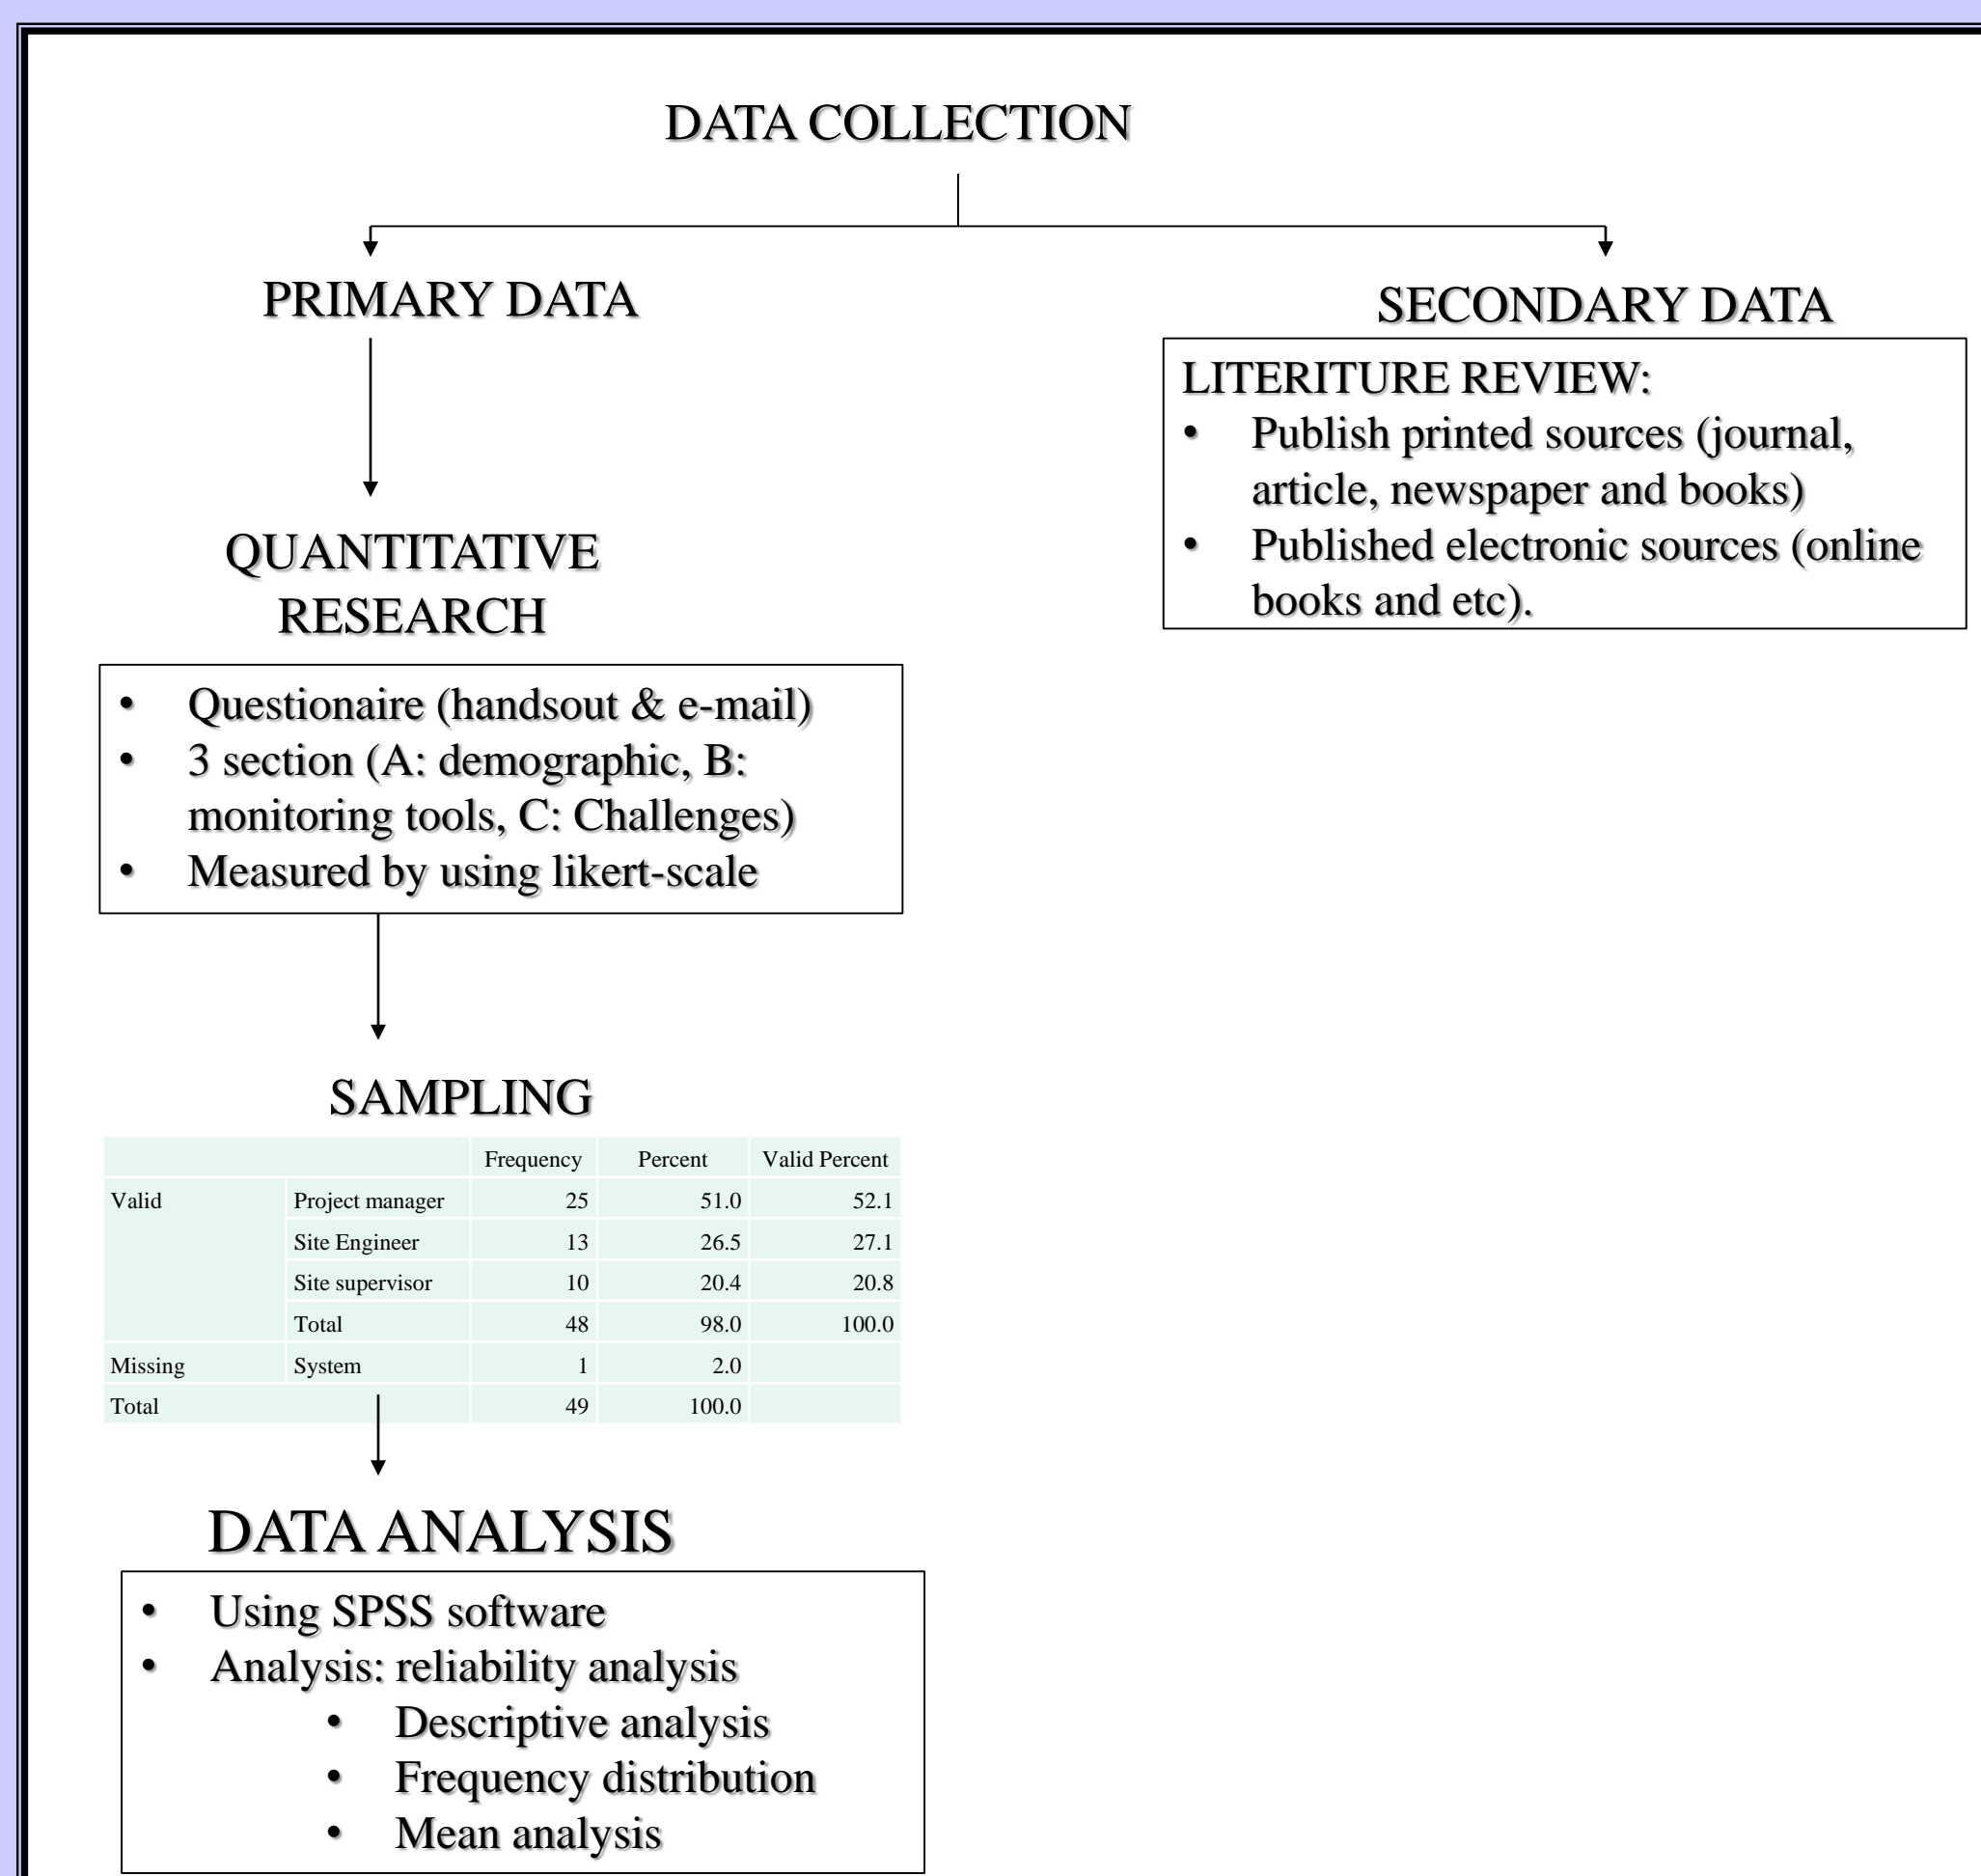 DATA COLLECTION
PRIMARY DATA
SECONDARY DATA
LITERITURE REVIEW:
• Publish printed sources (journal,
article, newspaper and books)
• Published electronic sources (online
books and etc).
QUANTITATIVE
RESEARCH
• Questionaire (handsout & e-mail)
• 3 section (A: demographic, B:
monitoring tools, C: Challenges)
• Measured by using likert-scale
SAMPLING
Frequency Percent Valid Percent
Valid Project manager 25 51.0 52.1
Site Engineer 13 26.5 27.1
Site supervisor 10 20.4 20.8
Total 48 98.0 100.0
Missing System 1 2.0
Total 49 100.0
DATA ANALYSIS
• Using SPSS software
• Analysis: reliability analysis
• Descriptive analysis
• Frequency distribution
• Mean analysis